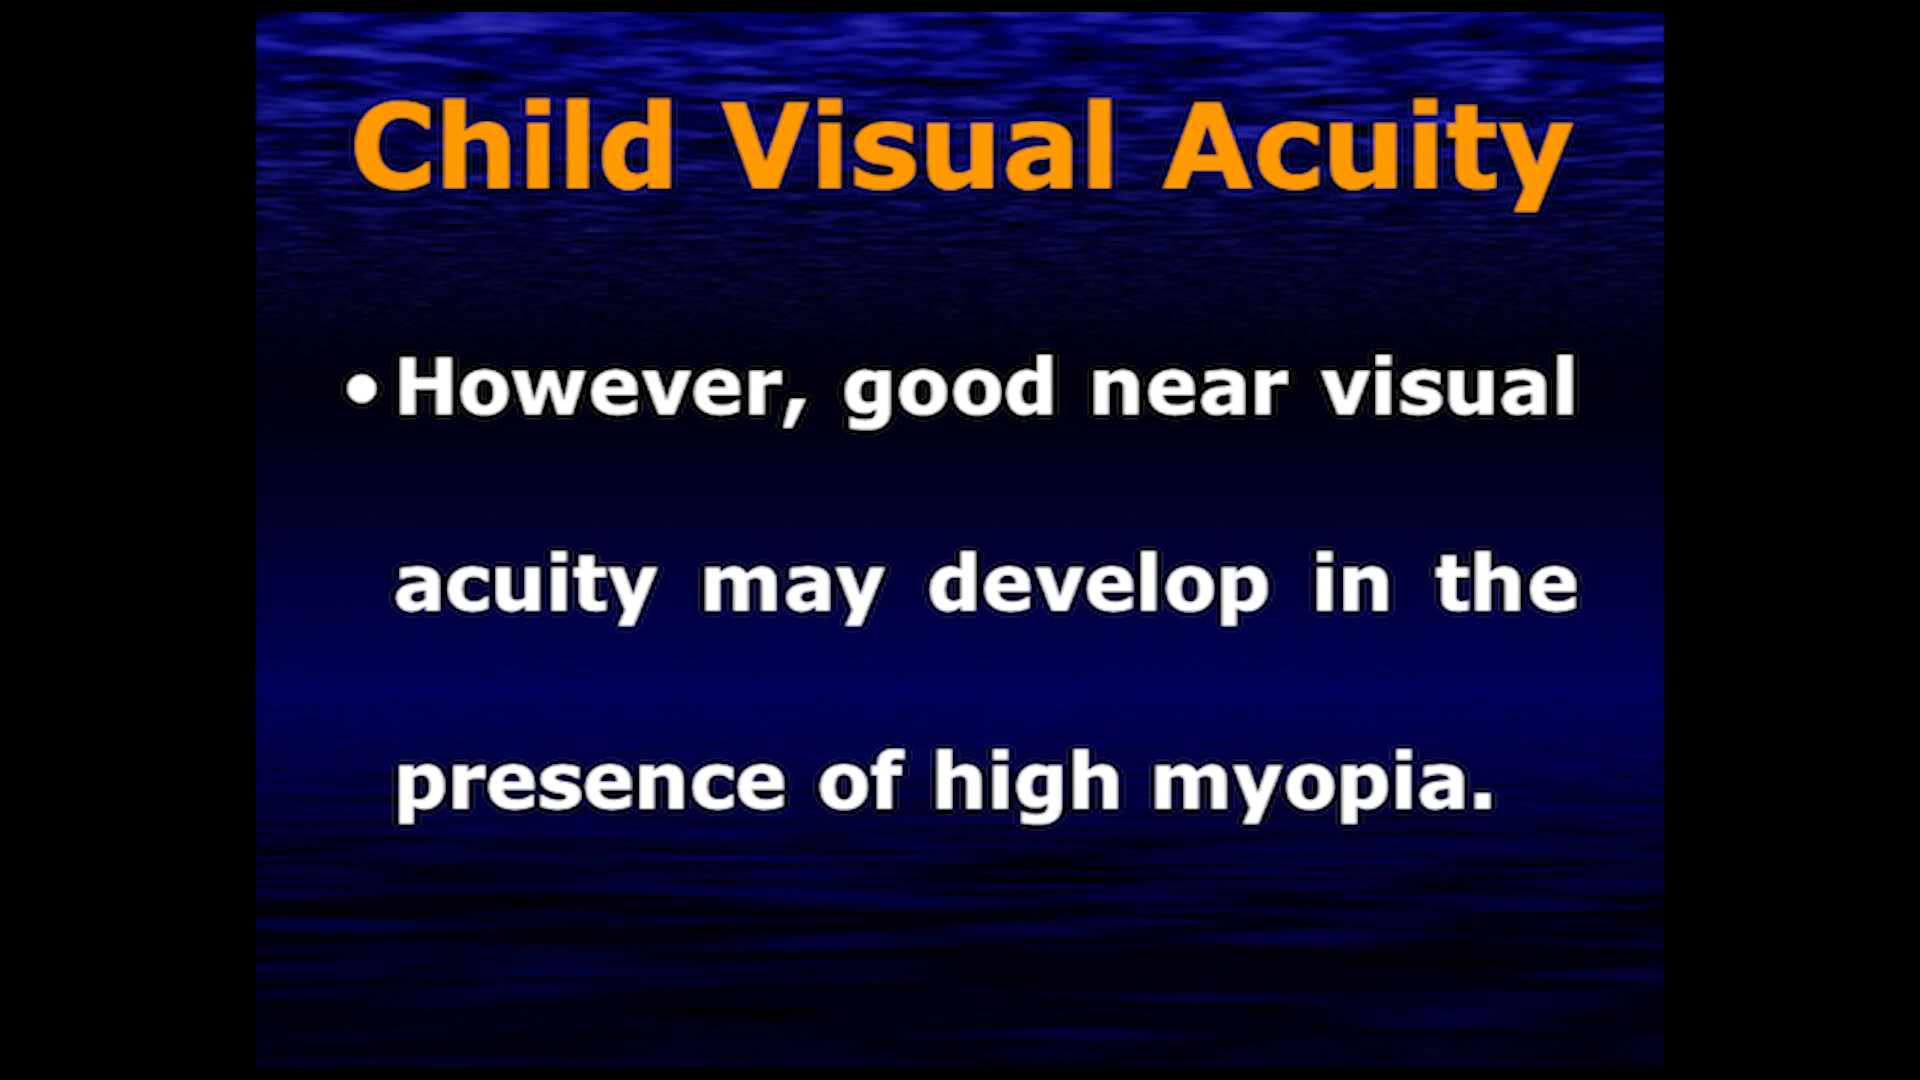 Child Visual Acuity
• However, good near visual
acuity may develop in the
presence of high myopia.